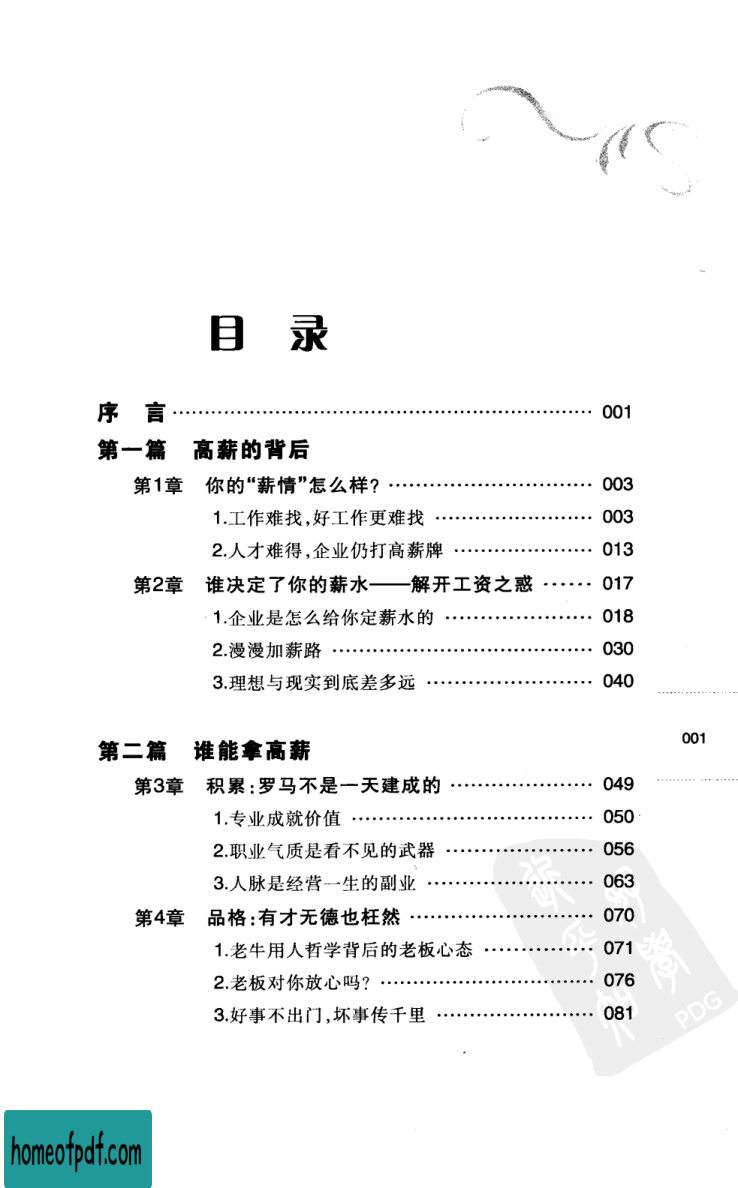 目 录
序 言 …… 001
第一篇 高薪的背后
第1章 你的“薪情”怎么样? …… 003
1.工作难找,好工作更难找 …… 003
2.人才难得,企业仍打高薪牌 …… 013
第2章 谁决定了你的薪水——解开工资之惑 …… 017
1.企业是怎么给你定薪水的 …… 018
2.漫漫加薪路 …… 030
3.理想与现实到底差多远 …… 040
001
第二篇 谁能拿高薪
第3章 积累:罗马不是一天建成的 …… 049
1.专业成就价值 …… 050
2.职业气质是看不见的武器 …… 056
3.人脉是经营一生的副业 …… 063
第4章 品格:有才无德也枉然 …… 070
1.老牛用人哲学背后的老板心态 …… 071
2.老板对你放心吗? …… 076
3.好事不出门,坏事传千里 …… 081
PDG
homeofpdf.com